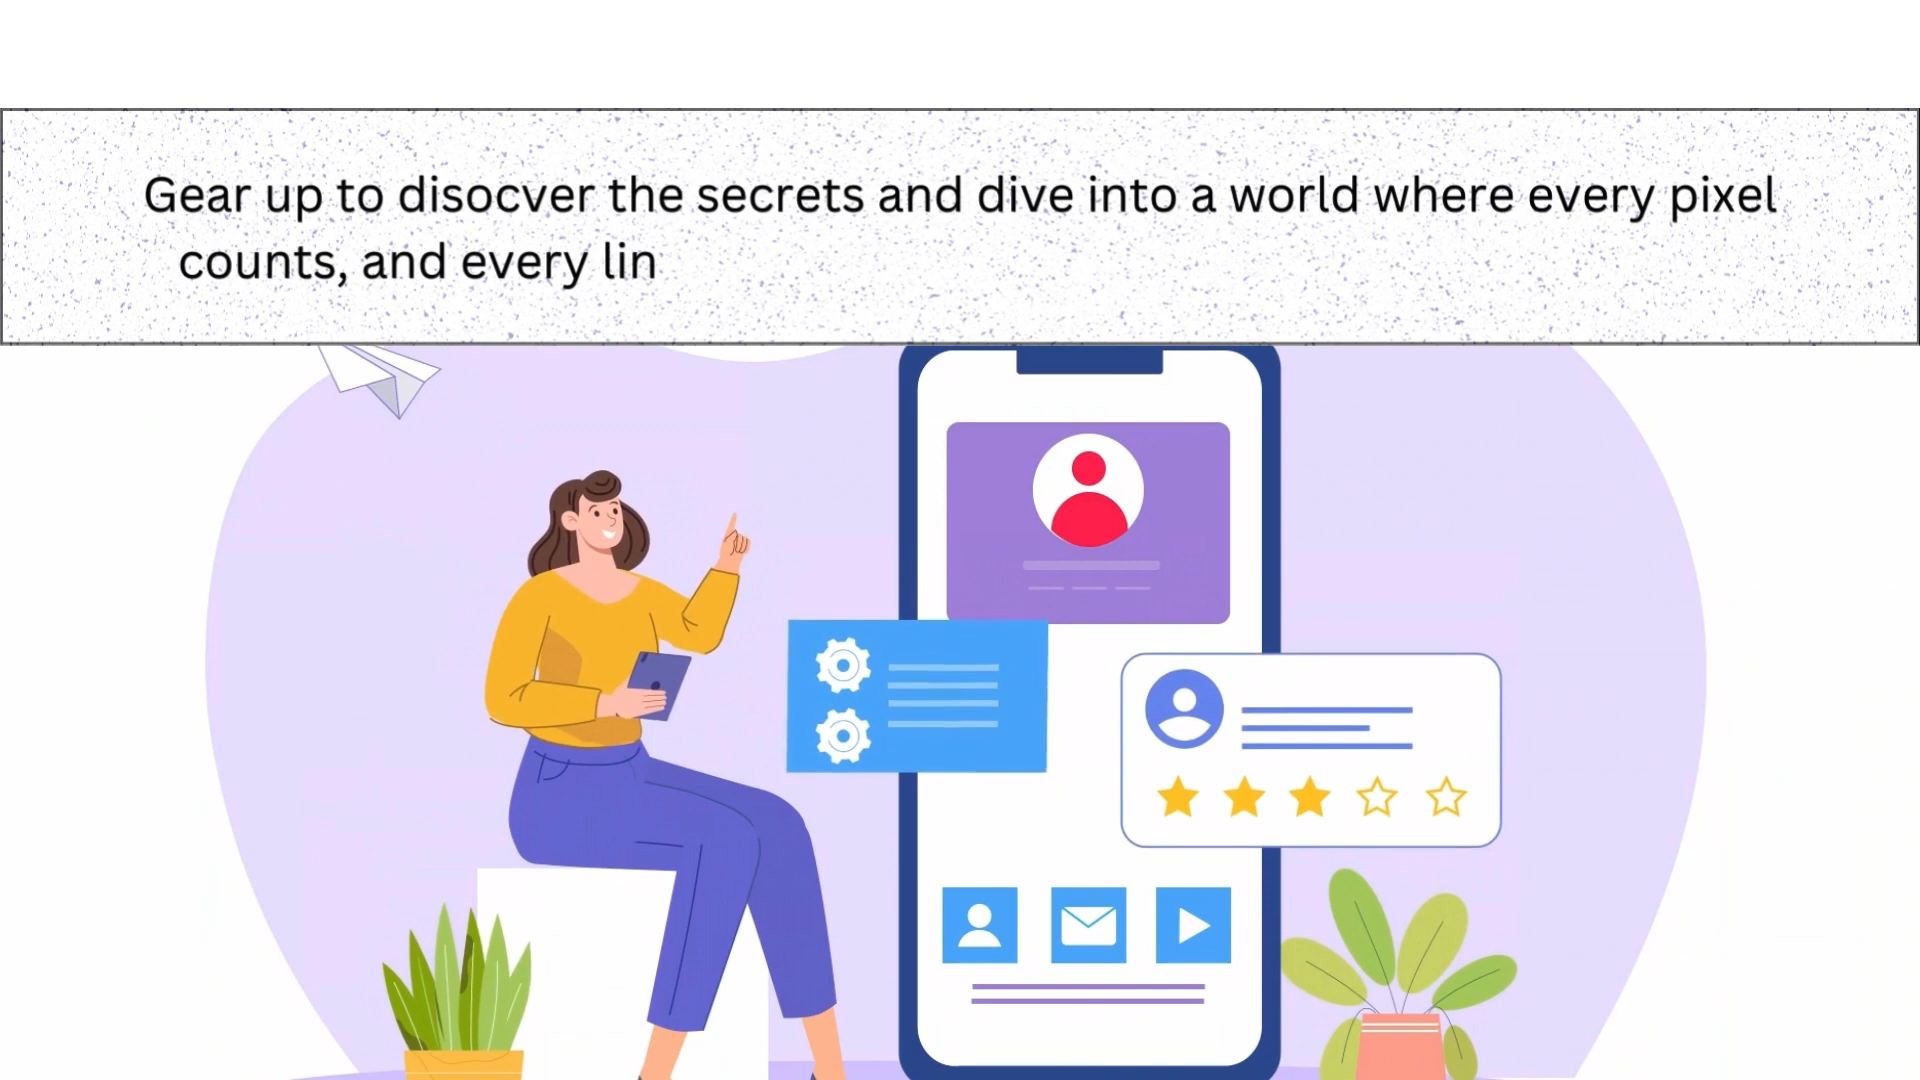 Gear up to disocver the secrets and dive into a world where every pixel
counts, and every lin